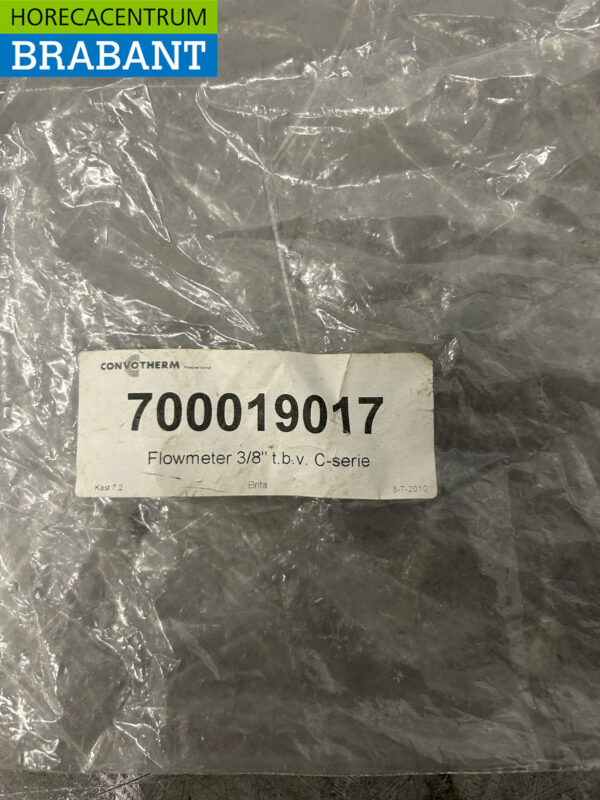 HORECACENTRUM
BRABANT
CONVOTHERM
700019017
Flowmeter 3/8" t.b.v. C-serie
Kast 7.2 Brita 8-7-2010